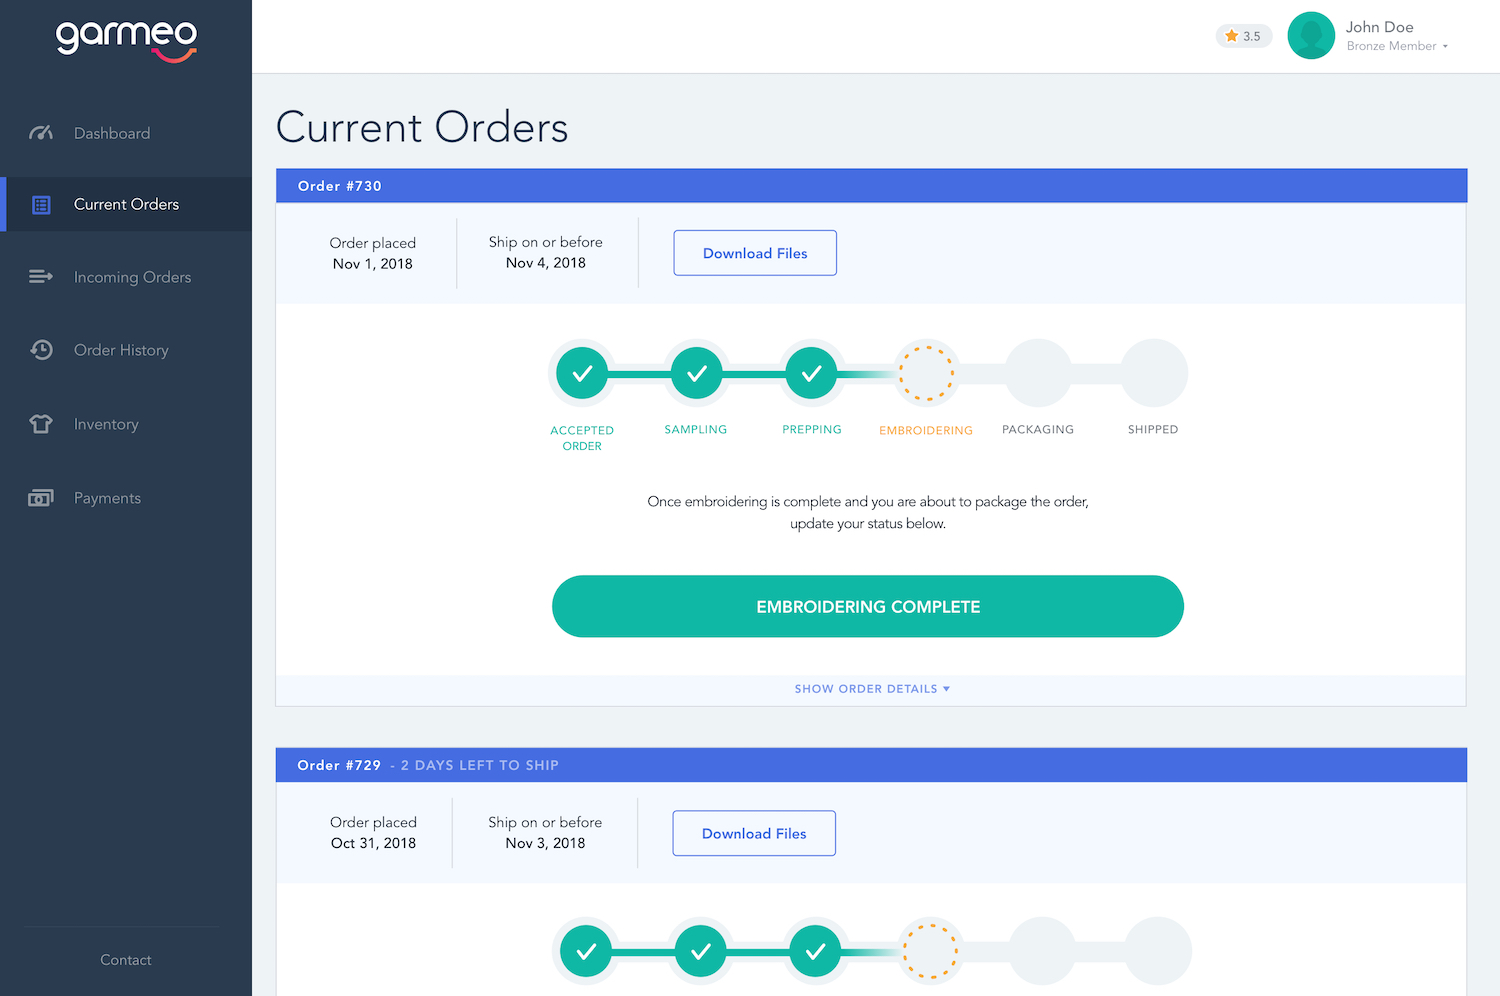 garmeo
3.5
John Doe
Bronze Member
Dashboard
Current Orders
Incoming Orders
Order History
Inventory
Payments
Contact
Current Orders
Order #730
Order placed
Nov 1, 2018
Ship on or before
Nov 4, 2018
Download Files
ACCEPTED
ORDER
SAMPLING
PREPPING
EMBROIDERING
PACKAGING
SHIPPED
Once embroidering is complete and you are about to package the order,
update your status below.
EMBROIDERING COMPLETE
SHOW ORDER DETAILS
Order #729 - 2 DAYS LEFT TO SHIP
Order placed
Oct 31, 2018
Ship on or before
Nov 3, 2018
Download Files